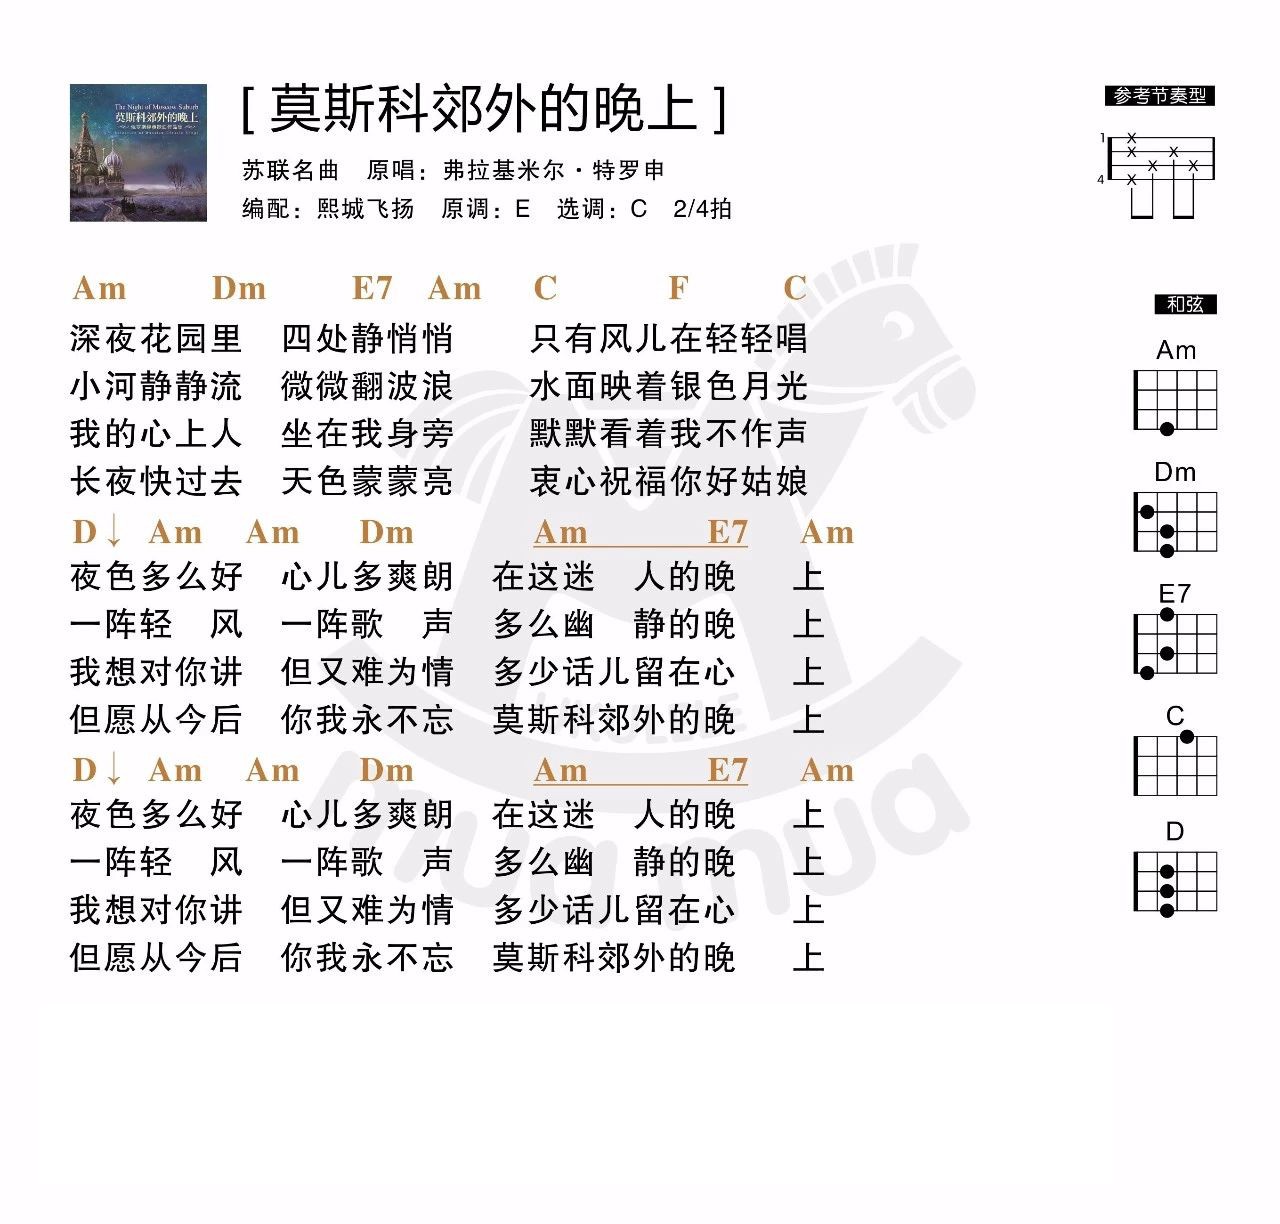 The Night of Moscow Suburb
莫斯科郊外的晚上
[ 莫斯科郊外的晚上 ]
苏联名曲 原唱：弗拉基米尔·特罗申
编配：熙城飞扬 原调：E 选调：C 2/4拍
参考节奏型
1
4
Am Dm E7 Am C F C
深夜花园里 四处静悄悄 只有风儿在轻轻唱
小河静静流 微微翻波浪 水面映着银色月光
我的心上人 坐在我身旁 默默看着我不作声
长夜快过去 天色蒙蒙亮 衷心祝福你好姑娘
D↓ Am Am Dm Am E7 Am
夜色多么好 心儿多爽朗 在这迷 人的晚 上
一阵轻 风 一阵歌 声 多么幽 静的晚 上
我想对你讲 但又难为情 多少话儿留在心 上
但愿从今后 你我永不忘 莫斯科郊外的晚 上
D↓ Am Am Dm Am E7 Am
夜色多么好 心儿多爽朗 在这迷 人的晚 上
一阵轻 风 一阵歌 声 多么幽 静的晚 上
我想对你讲 但又难为情 多少话儿留在心 上
但愿从今后 你我永不忘 莫斯科郊外的晚 上
和弦
Am
Dm
E7
C
D
mua mua